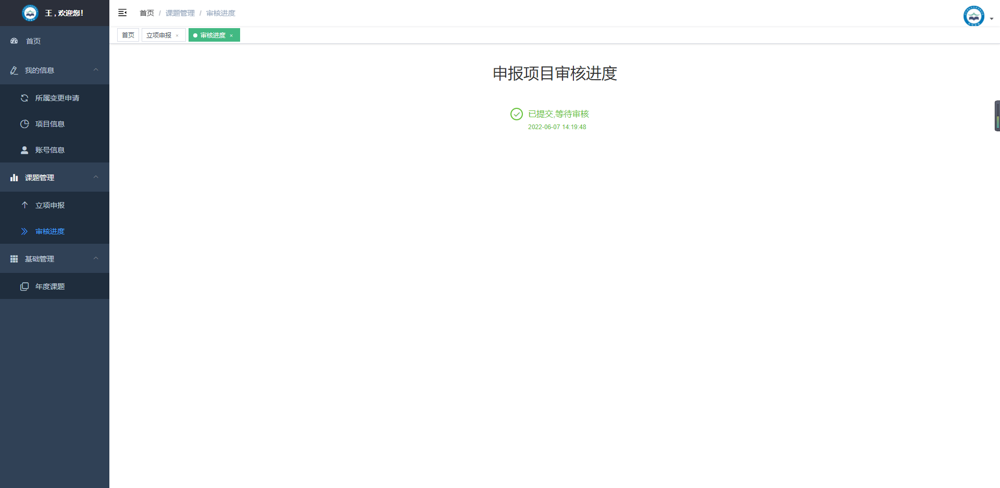 王 , 欢迎您!
首页
我的信息
所属变更申请
项目信息
账号信息
课题管理
立项申报
审核进度
基础管理
年度课题
首页 / 课题管理 / 审核进度
首页 立项申报 × 审核进度 ×
申报项目审核进度
已提交,等待审核
2022-06-07 14:19:48